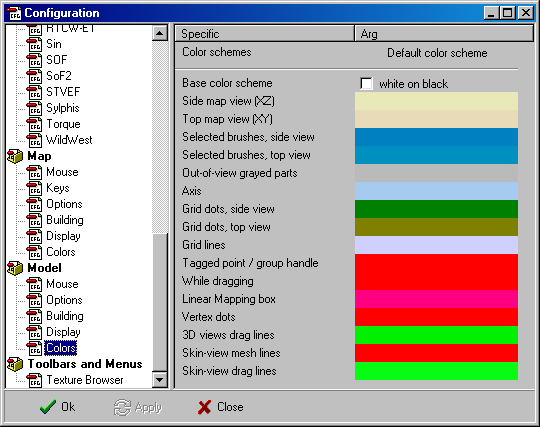 Configuration
RTCW-ET
Sin
SOF
SoF2
STVEF
Sylphis
Torque
WildWest
Map
Mouse
Keys
Options
Building
Display
Colors
Model
Mouse
Options
Building
Display
Colors
Toolbars and Menus
Texture Browser
Specific Arg
Color schemes Default color scheme
Base color scheme white on black
Side map view (XZ)
Top map view (XY)
Selected brushes, side view
Selected brushes, top view
Out-of-view grayed parts
Axis
Grid dots, side view
Grid dots, top view
Grid lines
Tagged point / group handle
While dragging
Linear Mapping box
Vertex dots
3D views drag lines
Skin-view mesh lines
Skin-view drag lines
Ok Apply Close